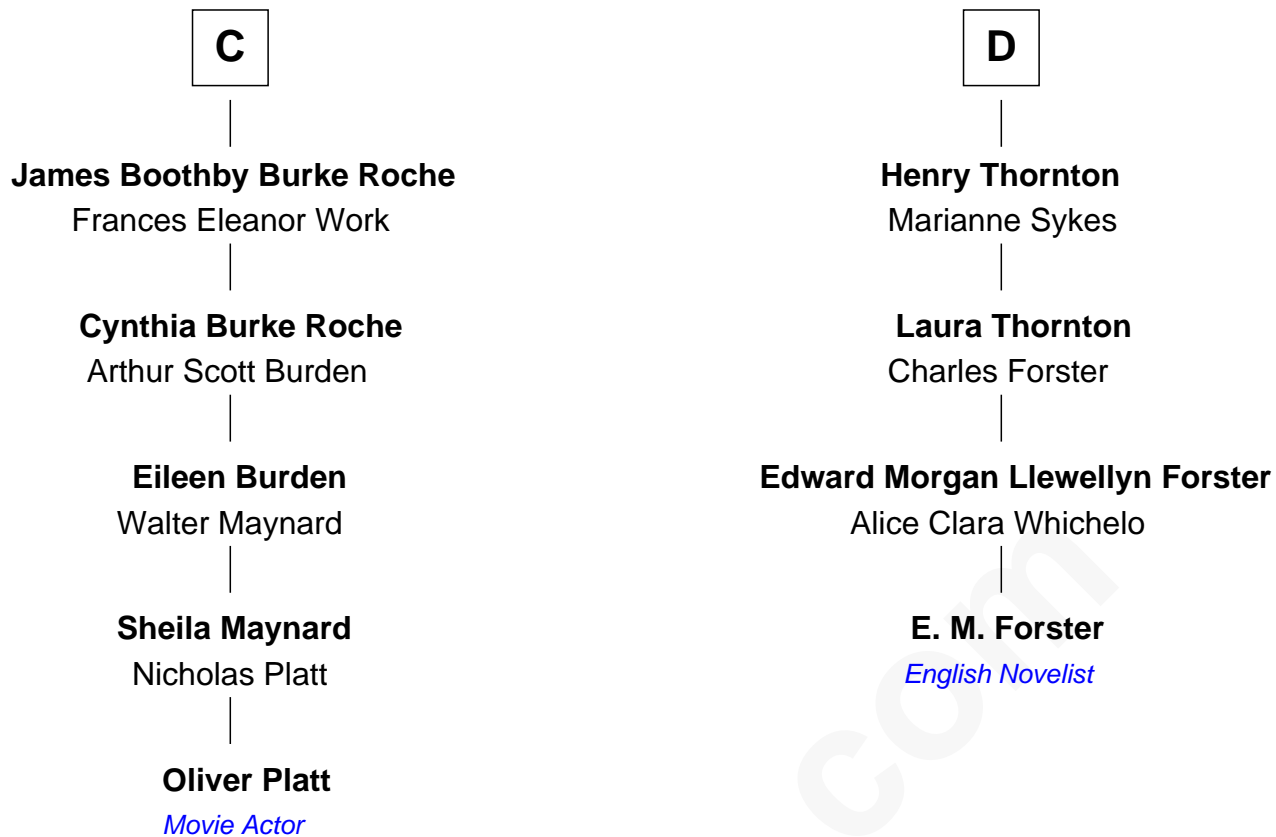 C
James Boothby Burke Roche
Frances Eleanor Work
Cynthia Burke Roche
Arthur Scott Burden
Eileen Burden
Walter Maynard
Sheila Maynard
Nicholas Platt
Oliver Platt
Movie Actor
D
Henry Thornton
Marianne Sykes
Laura Thornton
Charles Forster
Edward Morgan Llewellyn Forster
Alice Clara Whichelo
E. M. Forster
English Novelist
com